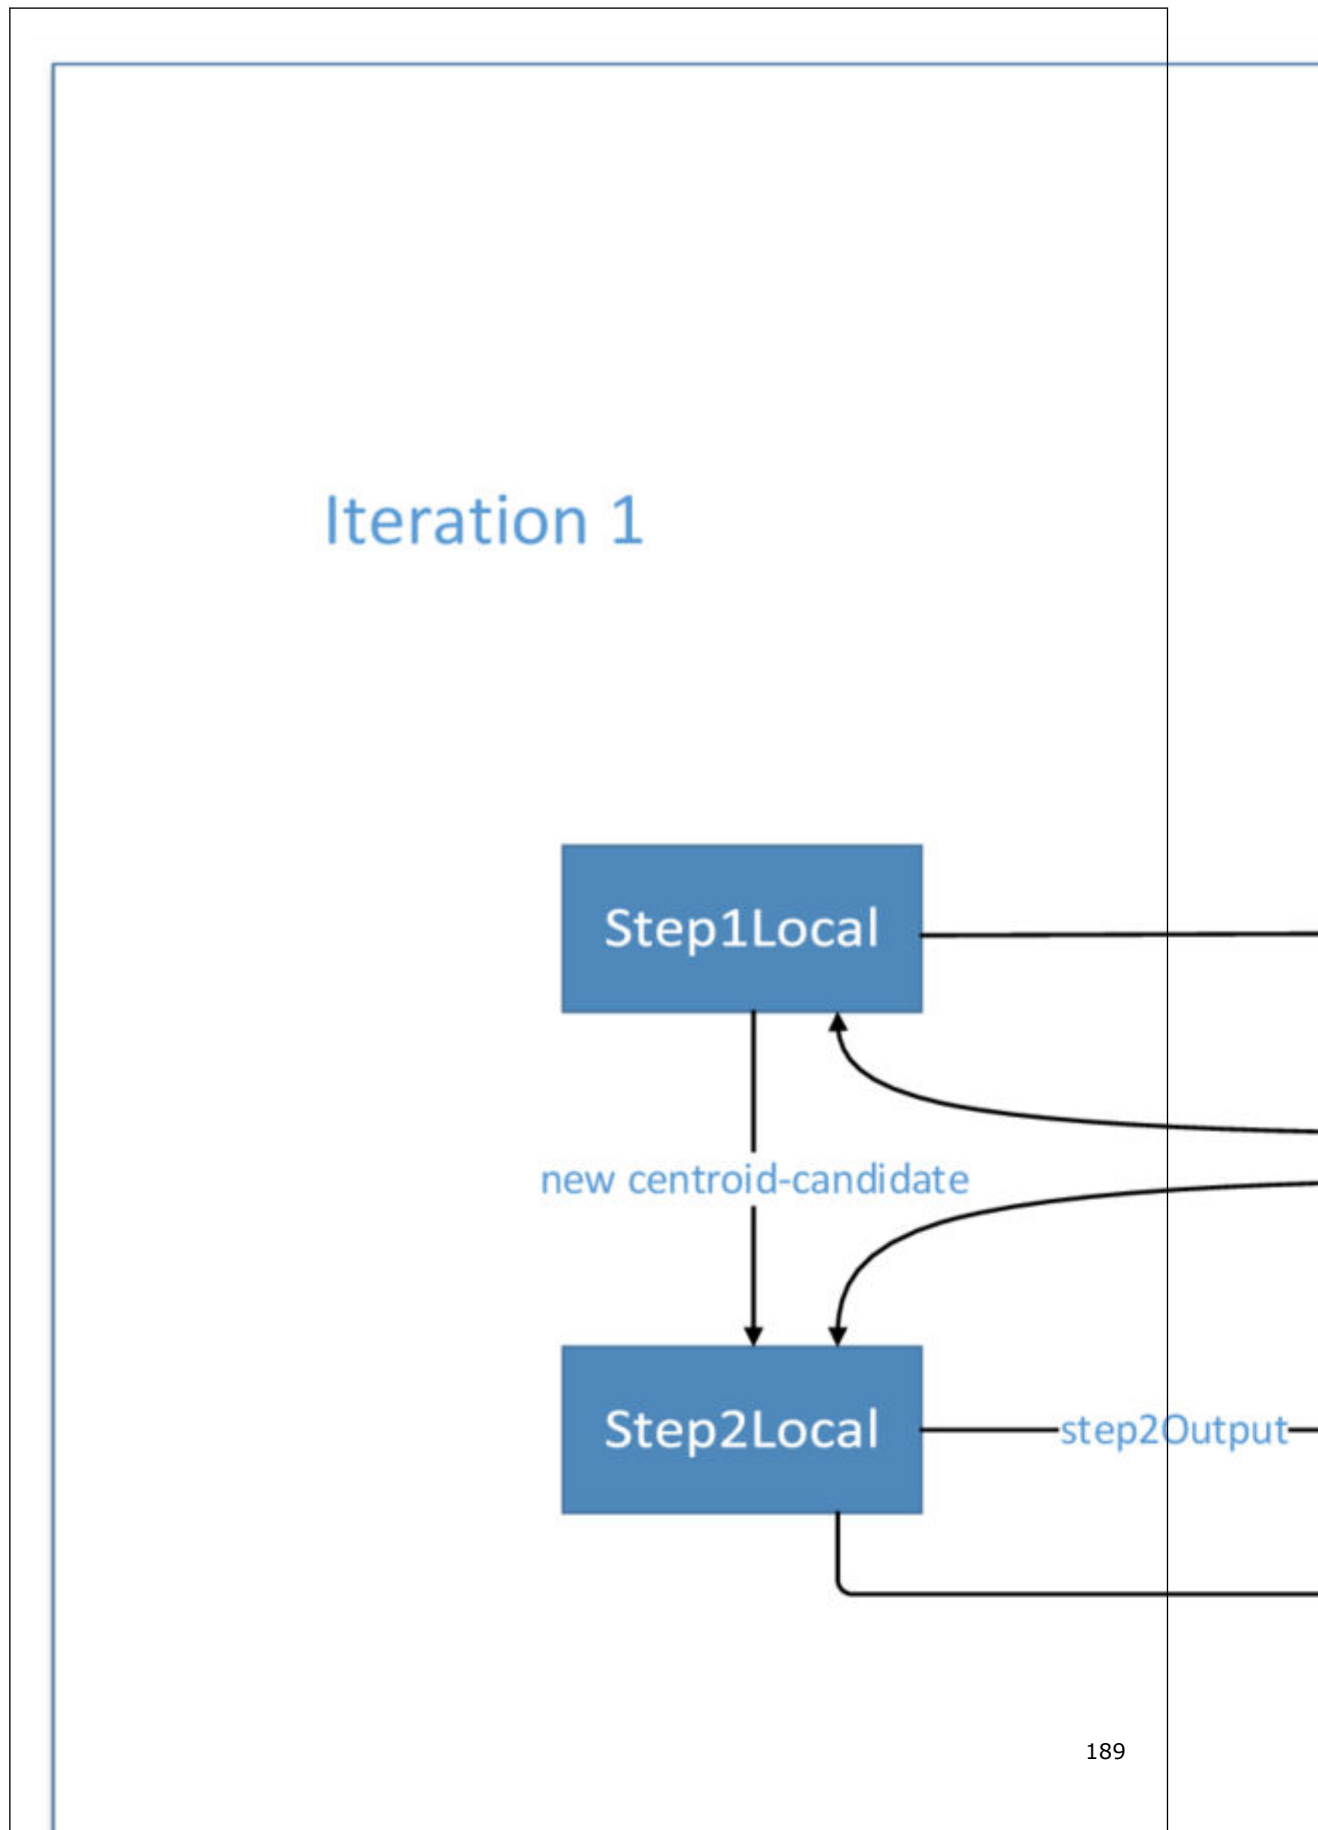 Iteration 1
Step1Local
new centroid-candidate
Step2Local
step2Output
189